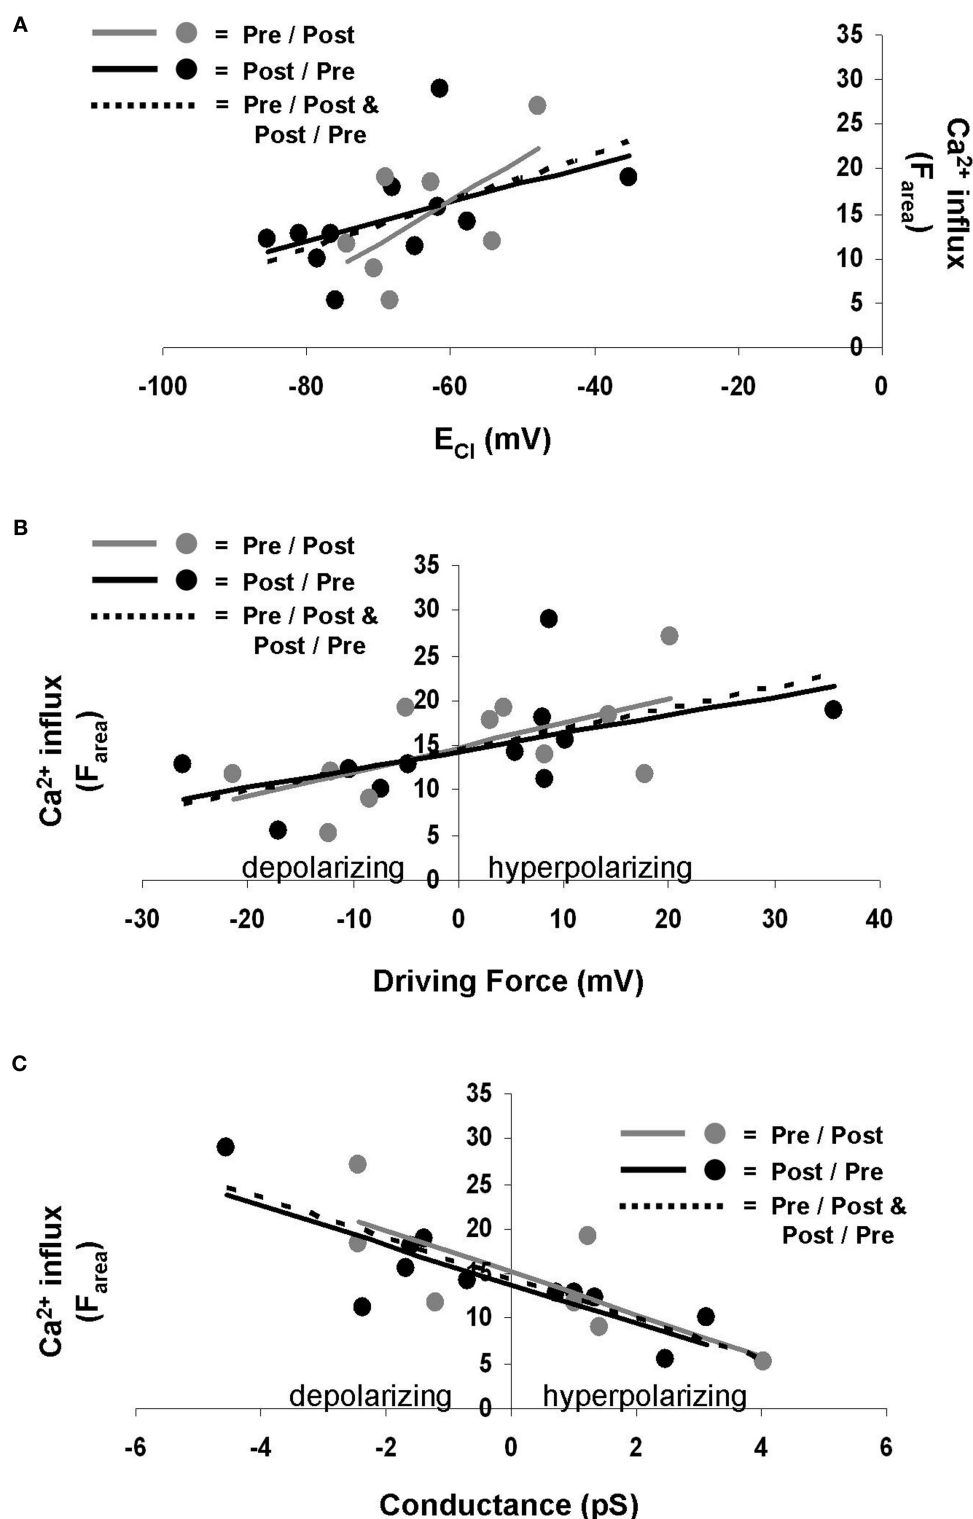 A
= Pre / Post
= Post / Pre
= Pre / Post &
Post / Pre
35
30
25
20
15
10
5
0
Ca2+ influx
(Farea)
-100 -80 -60 -40 -20 0
ECl (mV)
B
= Pre / Post
= Post / Pre
= Pre / Post &
Post / Pre
35
30
25
20
15
10
5
0
Ca2+ influx
(Farea)
depolarizing hyperpolarizing
-30 -20 -10 0 10 20 30 40
Driving Force (mV)
C
35
30
25
20
15
10
5
0
Ca2+ influx
(Farea)
= Pre / Post
= Post / Pre
= Pre / Post &
Post / Pre
depolarizing hyperpolarizing
-6 -4 -2 0 2 4 6
Conductance (pS)